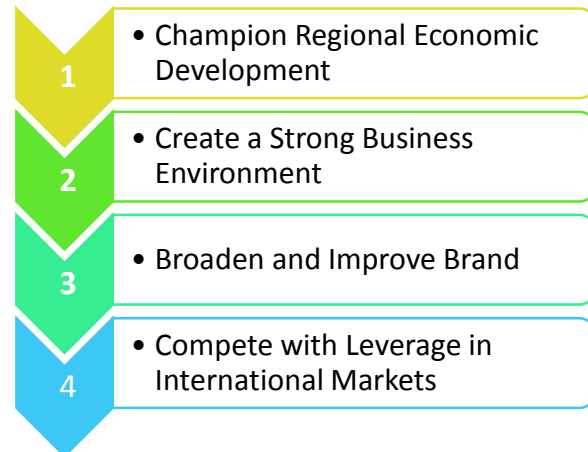 1
• Champion Regional Economic
Development
2
• Create a Strong Business
Environment
3
• Broaden and Improve Brand
4
• Compete with Leverage in
International Markets